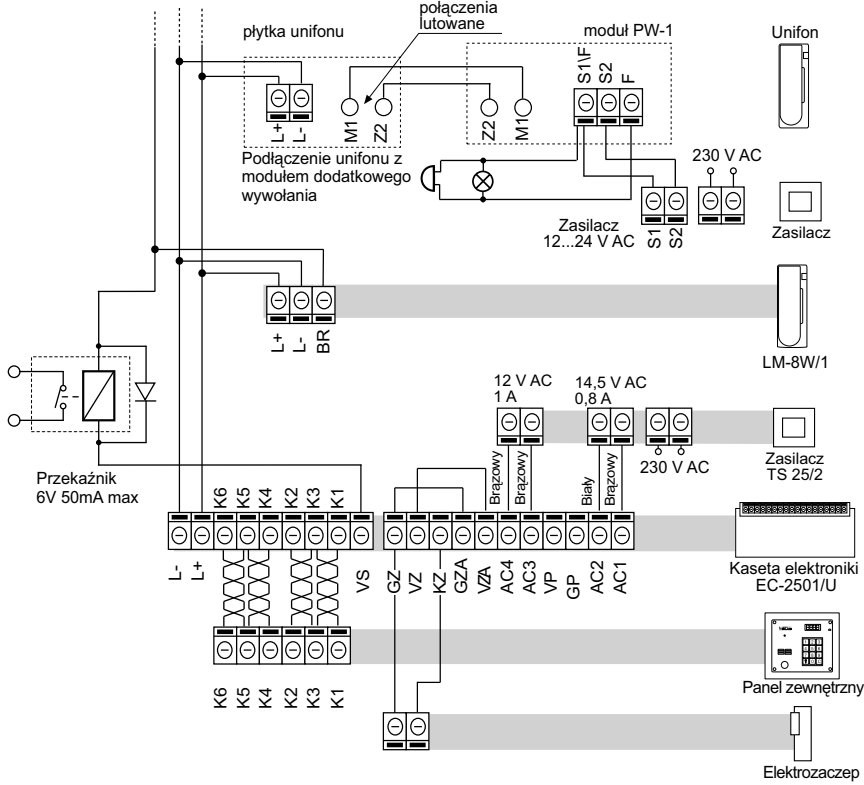 połączenia
lutowane
płytka unifonu
moduł PW-1
Unifon
S1\F
S2
F
L+
L-
M1
Z2
Z2
M1
230 V AC
Podłączenie unifonu z
modułem dodatkowego
wywołania
Zasilacz
12...24 V AC
S1
S2
Zasilacz
L+
L-
BR
LM-8W/1
12 V AC
1 A
14,5 V AC
0,8 A
230 V AC
Zasilacz
TS 25/2
Przekaźnik
6V 50mA max
Brązowy
Brązowy
Biały
Brązowy
K6
K5
K4
K2
K3
K1
L-
L+
VS
GZ
VZ
KZ
GZA
VZA
AC4
AC3
VP
GP
AC2
AC1
Kaseta elektroniki
EC-2501/U
K6
K5
K4
K2
K3
K1
Panel zewnętrzny
Elektrozaczep